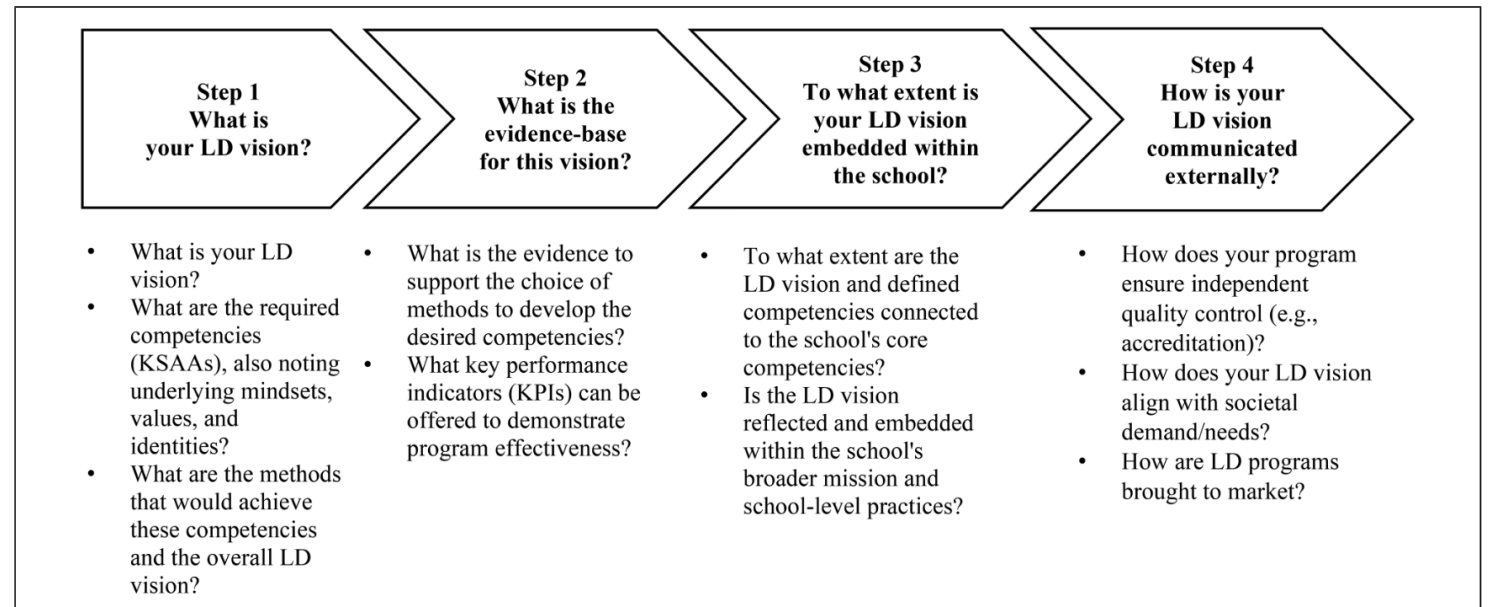 Step 1
What is
your LD vision?
Step 2
What is the
evidence-base
for this vision?
Step 3
To what extent is
your LD vision
embedded within
the school?
Step 4
How is your
LD vision
communicated
externally?
• What is your LD
vision?
• What are the required
competencies
(KSAAs), also noting
underlying mindsets,
values, and
identities?
• What are the methods
that would achieve
these competencies
and the overall LD
vision?
• What is the evidence to
support the choice of
methods to develop the
desired competencies?
• What key performance
indicators (KPIs) can be
offered to demonstrate
program effectiveness?
• To what extent are the
LD vision and defined
competencies connected
to the school's core
competencies?
• Is the LD vision
reflected and embedded
within the school's
broader mission and
school-level practices?
• How does your program
ensure independent
quality control (e.g.,
accreditation)?
• How does your LD vision
align with societal
demand/needs?
• How are LD programs
brought to market?